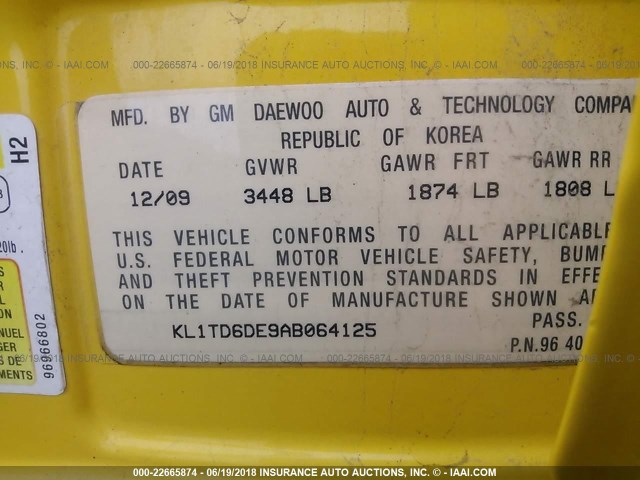 000-22665874 / 06/19/2018 INSURANCE AUTO AUCTIONS, INC. - IAAI.COM
MFD. BY GM DAEWOO AUTO & TECHNOLOGY
REPUBLIC OF KOREA
DATE GVWR GAWR FRT GAWR RR
12/09 3448 LB 1874 LB 1808 L
THIS VEHICLE CONFORMS TO ALL APPLICABLE
U.S. FEDERAL MOTOR VEHICLE SAFETY, BUMP
AND THEFT PREVENTION STANDARDS IN EFFE
ON THE DATE OF MANUFACTURE SHOWN
KL1TD6DE9AB064125 PASS.
P.N.96 40
H2
20lb.
96966802
000-22665874 / 06/19/2018 INSURANCE AUTO AUCTIONS, INC. - IAAI.COM